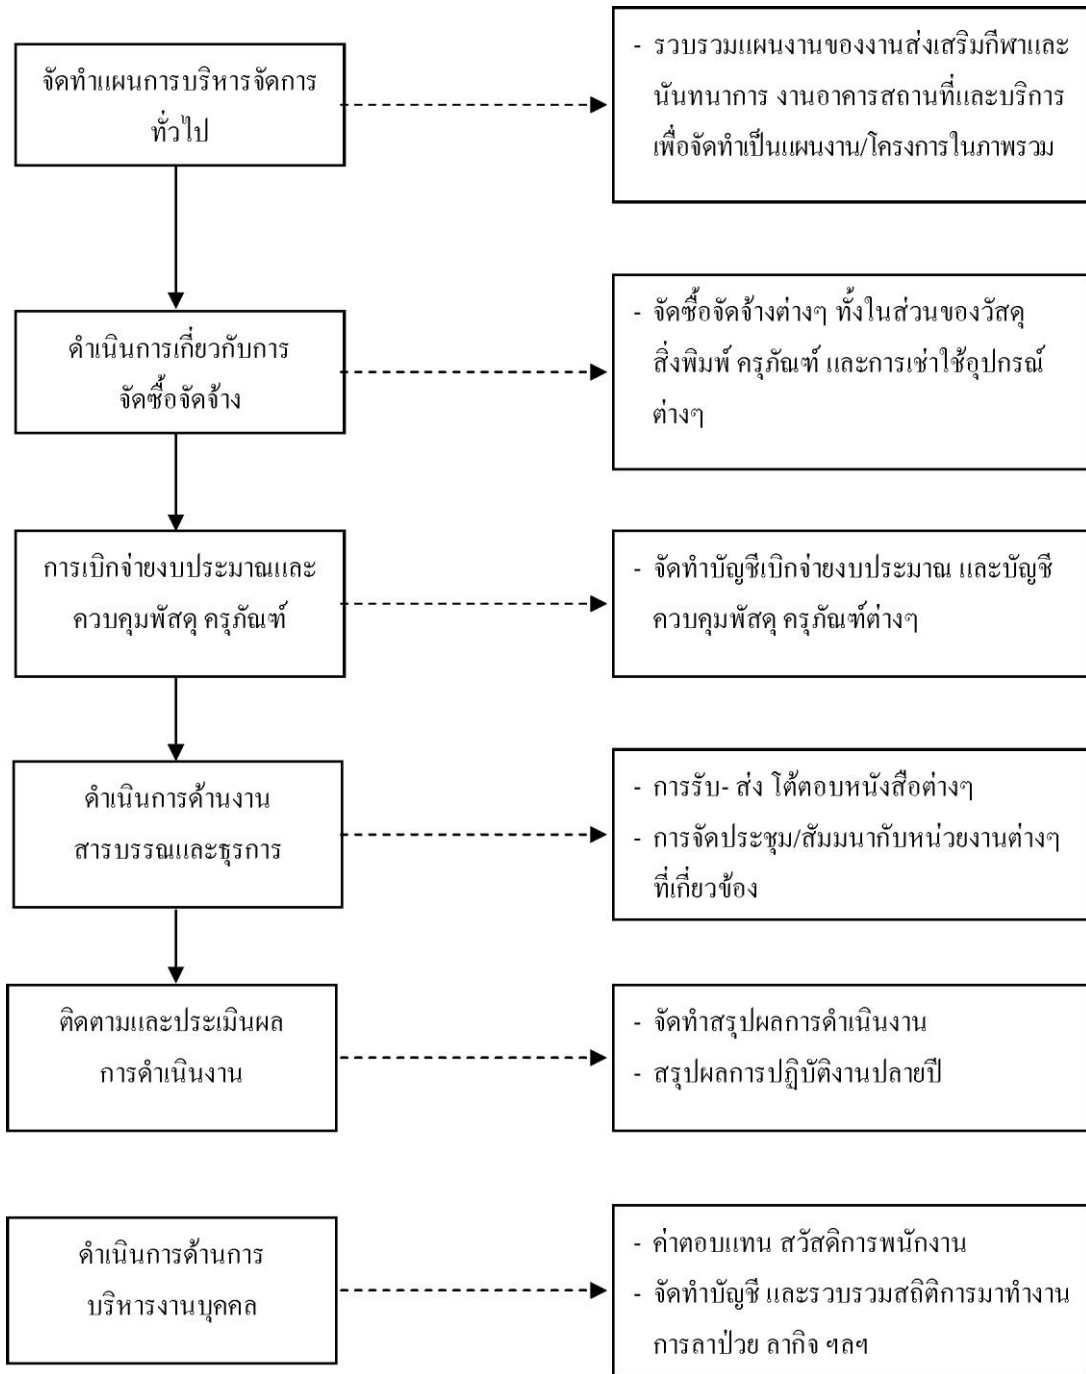 จัดทำแผนการบริหารจัดการ
ทั่วไป
- รวบรวมแผนงานของงานส่งเสริมกีฬาและ
นันทนาการ งานอาคารสถานที่และบริการ
เพื่อจัดทำเป็นแผนงาน/โครงการในภาพรวม
ดำเนินการเกี่ยวกับการ
จัดซื้อจัดจ้าง
- จัดซื้อจัดจ้างต่างๆ ทั้งในส่วนของวัสดุ
สิ่งพิมพ์ ครุภัณฑ์ และการเช่าใช้อุปกรณ์
ต่างๆ
การเบิกจ่ายงบประมาณและ
ควบคุมพัสดุ ครุภัณฑ์
- จัดทำบัญชีเบิกจ่ายงบประมาณ และบัญชี
ควบคุมพัสดุ ครุภัณฑ์ต่างๆ
ดำเนินการด้านงาน
สารบรรณและธุรการ
- การรับ- ส่ง โต้ตอบหนังสือต่างๆ
- การจัดประชุม/สัมมนากับหน่วยงานต่างๆ
ที่เกี่ยวข้อง
ติดตามและประเมินผล
การดำเนินงาน
- จัดทำสรุปผลการดำเนินงาน
- สรุปผลการปฏิบัติงานปลายปี
ดำเนินการด้านการ
บริหารงานบุคคล
- ค่าตอบแทน สวัสดิการพนักงาน
- จัดทำบัญชี และรวบรวมสถิติการมาทำงาน
การลาป่วย ลากิจ ฯลฯ